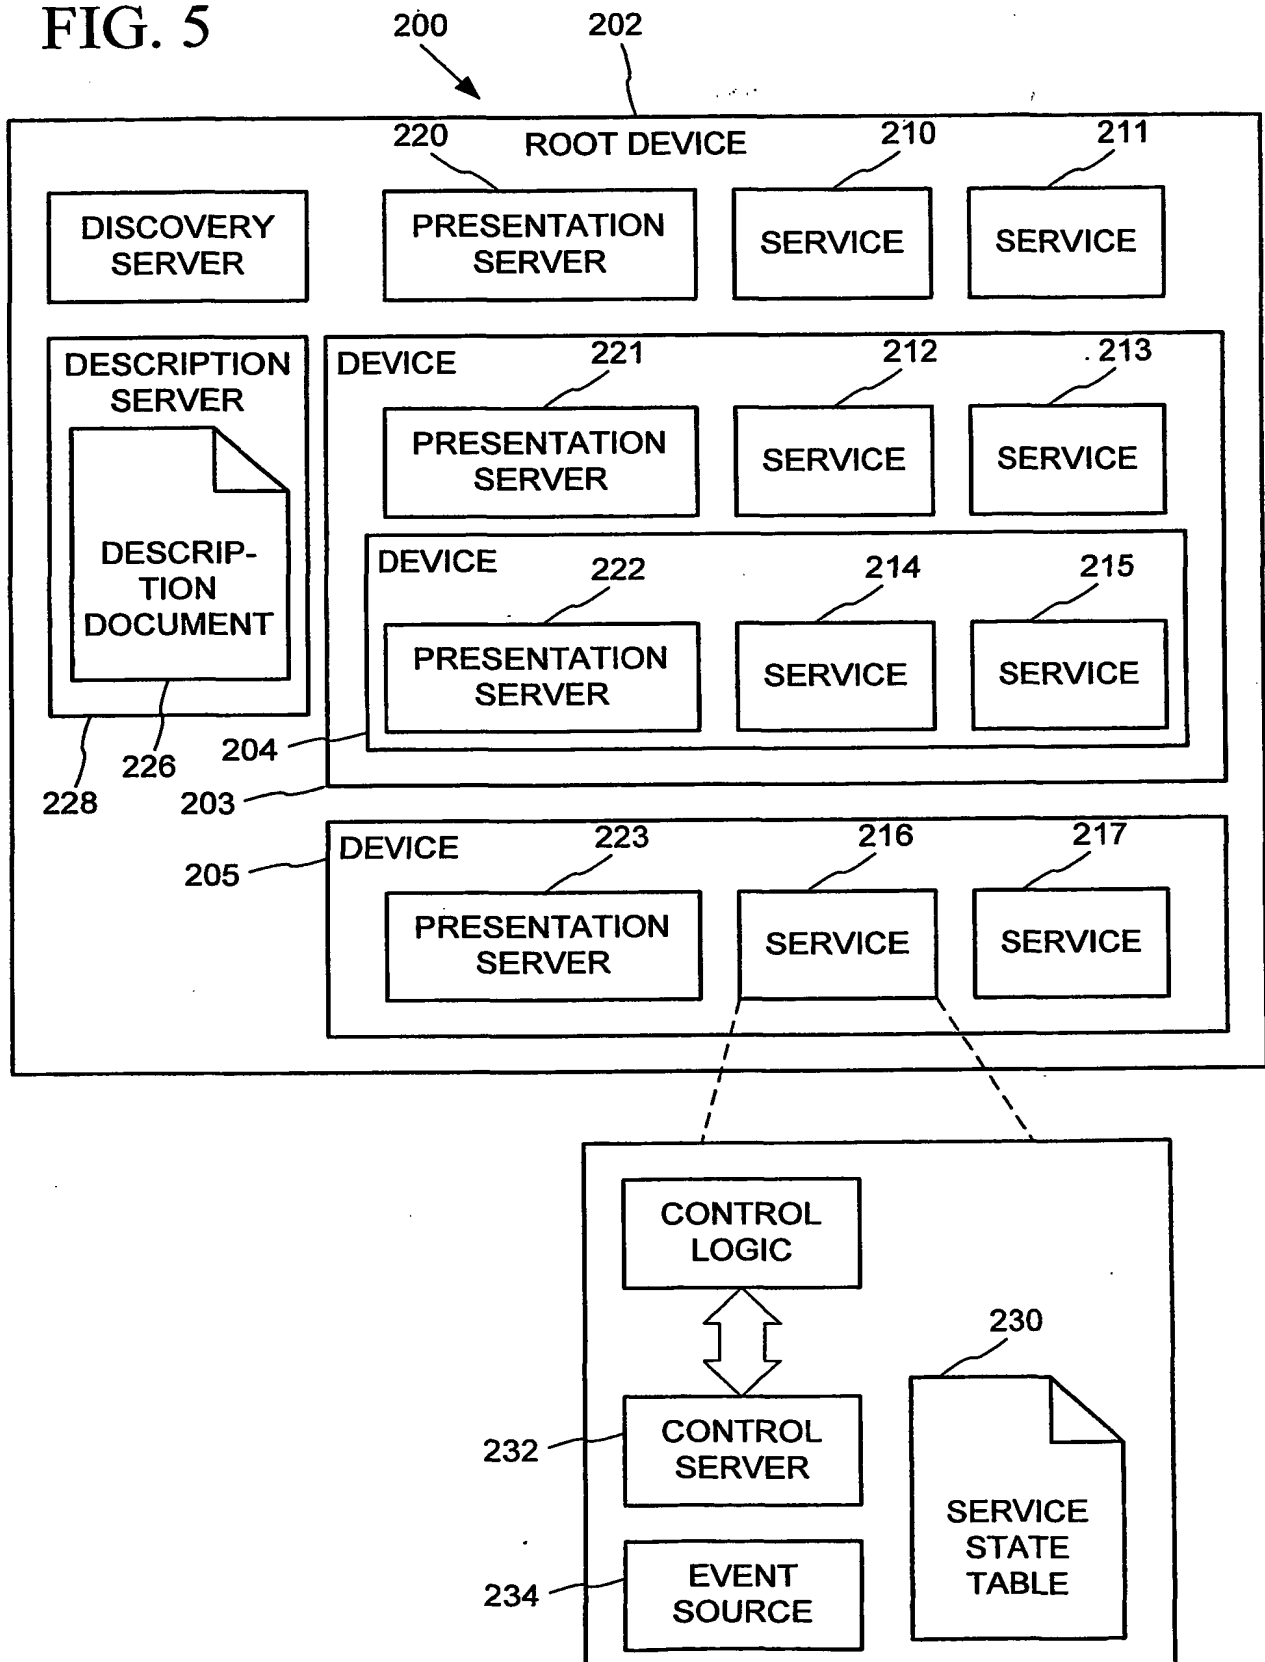 FIG. 5
200
202
220
ROOT DEVICE
210
211
DISCOVERY
SERVER
PRESENTATION
SERVER
SERVICE
SERVICE
DESCRIPTION
SERVER
DESCRIP-
TION
DOCUMENT
226
228
DEVICE
221
212
213
PRESENTATION
SERVER
SERVICE
SERVICE
DEVICE
222
214
215
PRESENTATION
SERVER
SERVICE
SERVICE
204
203
DEVICE
223
216
217
205
PRESENTATION
SERVER
SERVICE
SERVICE
CONTROL
LOGIC
230
232
CONTROL
SERVER
SERVICE
STATE
TABLE
234
EVENT
SOURCE